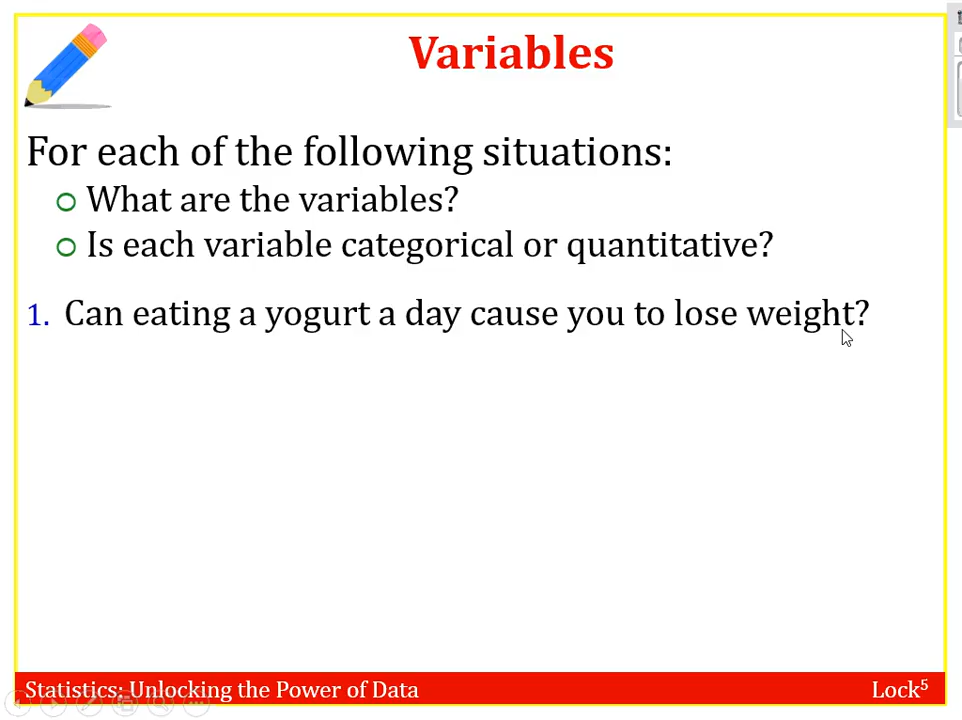 Variables
For each of the following situations:
What are the variables?
Is each variable categorical or quantitative?
1. Can eating a yogurt a day cause you to lose weight?
Statistics: Unlocking the Power of Data
Lock5